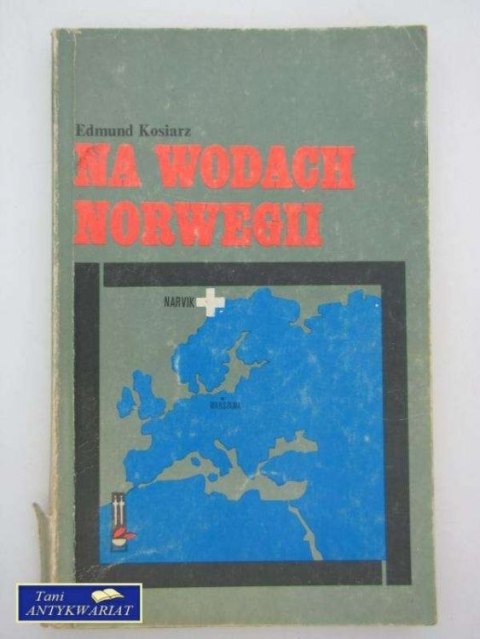 Edmund Kosiarz
NA WODACH
NORWEGII
NARVIK
WARSZAWA
Tani
ANTYKWARIAT